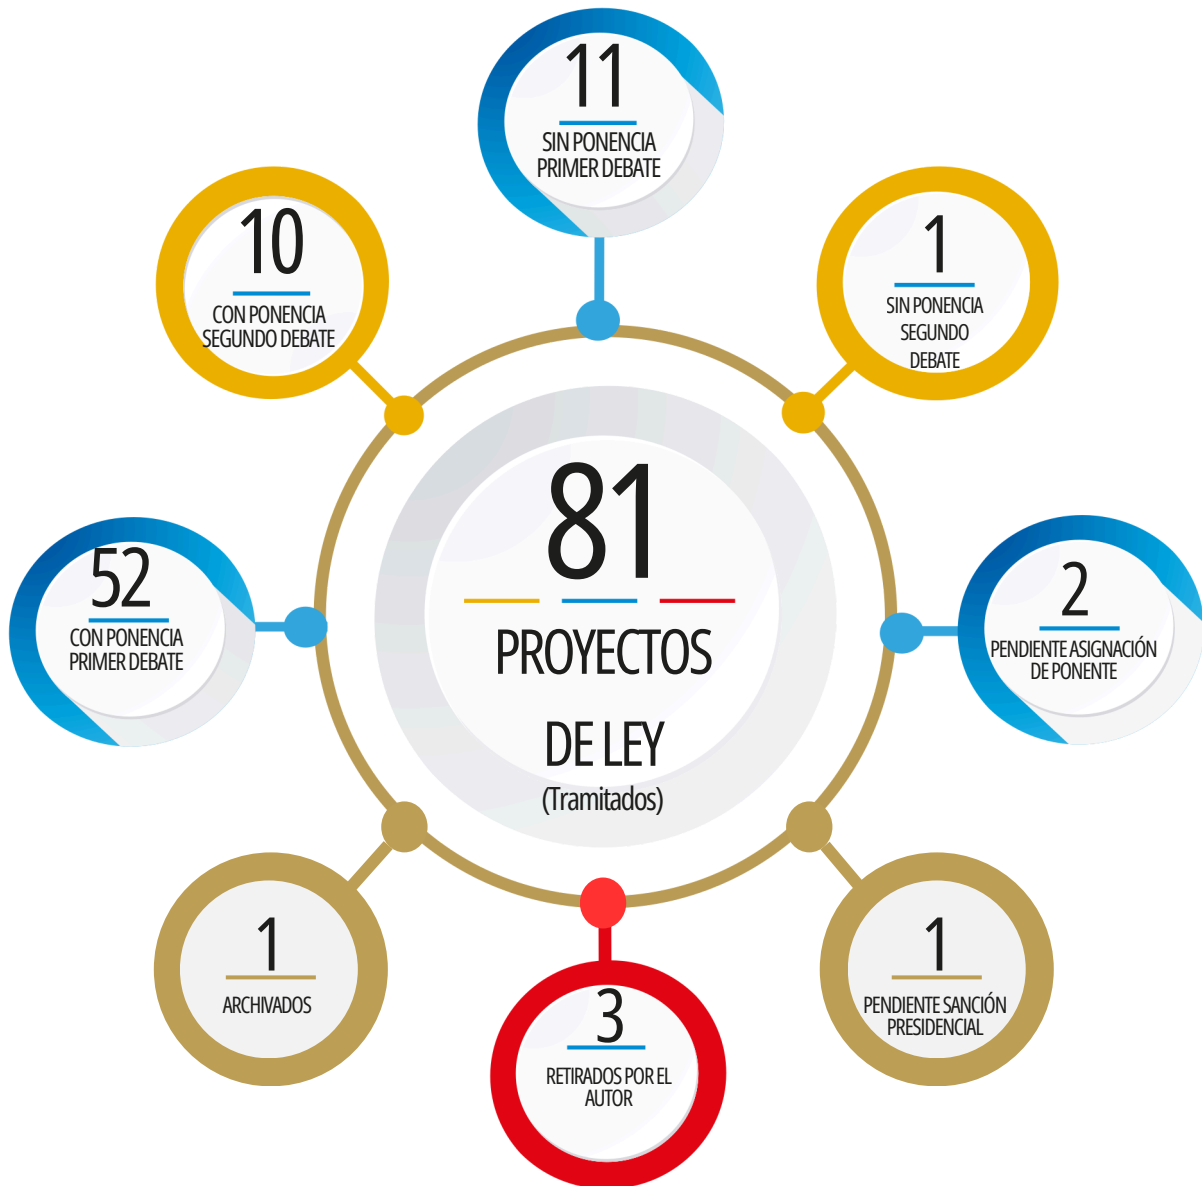 11
SIN PONENCIA
PRIMER DEBATE
10
CON PONENCIA
SEGUNDO DEBATE
1
SIN PONENCIA
SEGUNDO
DEBATE
81
PROYECTOS
DE LEY
(Tramitados)
52
CON PONENCIA
PRIMER DEBATE
2
PENDIENTE ASIGNACIÓN
DE PONENTE
1
ARCHIVADOS
3
RETIRADOS POR EL
AUTOR
1
PENDIENTE SANCIÓN
PRESIDENCIAL